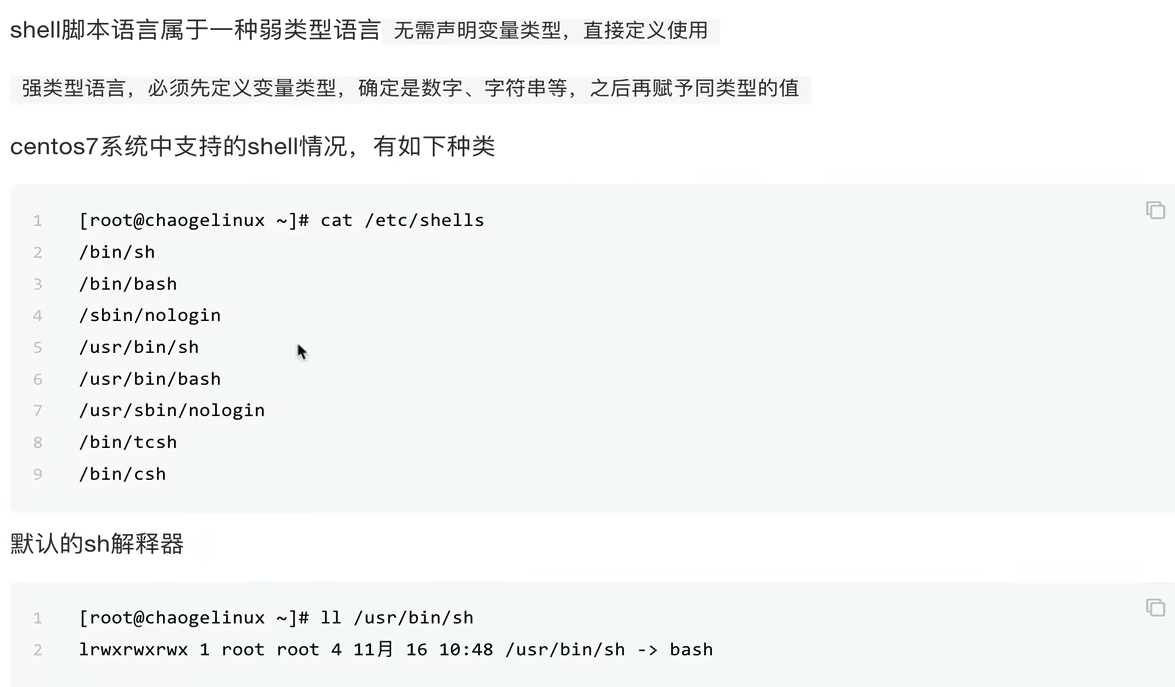 shell脚本语言属于一种弱类型语言 无需声明变量类型，直接定义使用
强类型语言，必须先定义变量类型，确定是数字、字符串等，之后再赋予同类型的值
centos7系统中支持的shell情况，有如下种类
1 [root@chaogelinux ~]# cat /etc/shells
2 /bin/sh
3 /bin/bash
4 /sbin/nologin
5 /usr/bin/sh
6 /usr/bin/bash
7 /usr/sbin/nologin
8 /bin/tcsh
9 /bin/csh
默认的sh解释器
1 [root@chaogelinux ~]# ll /usr/bin/sh
2 lrwxrwxrwx 1 root root 4 11月 16 10:48 /usr/bin/sh -> bash